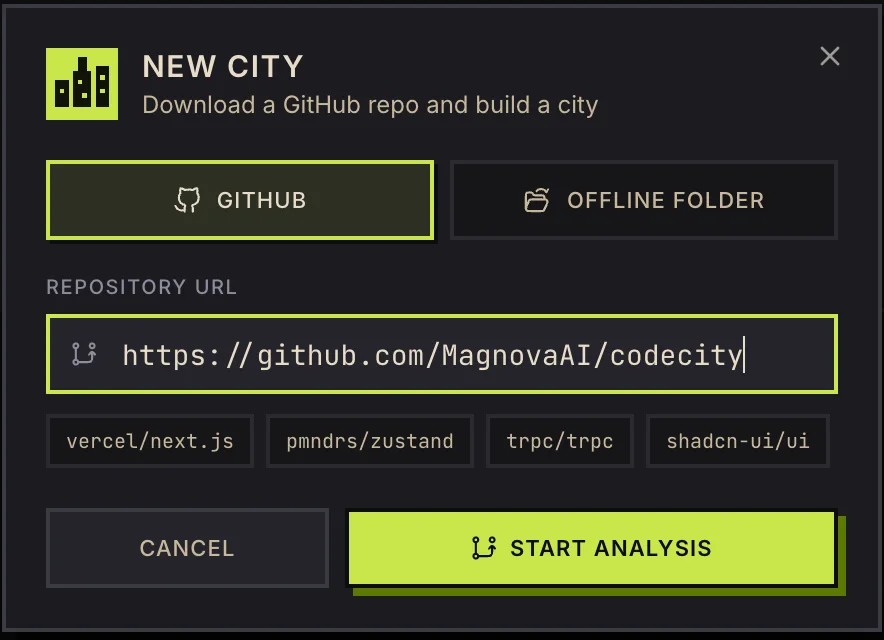 NEW CITY
Download a GitHub repo and build a city
GITHUB
OFFLINE FOLDER
REPOSITORY URL
https://github.com/MagnovaAI/codecity
vercel/next.js
pmndrs/zustand
trpc/trpc
shadcn-ui/ui
CANCEL
START ANALYSIS